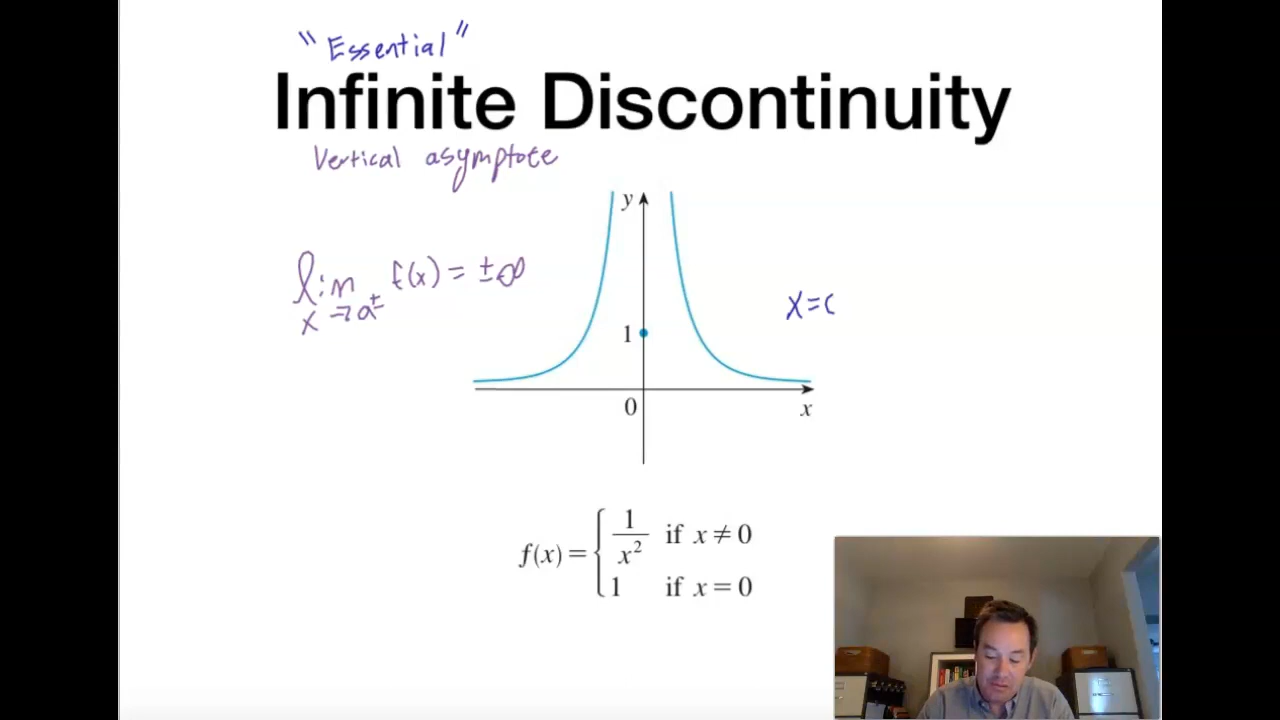 "Essential"
Infinite Discontinuity
Vertical asymptote
y
lim f(x) = ±∞
x → a±
x = 
1
0
x
f(x) = { 1/x² if x ≠ 0
1 if x = 0